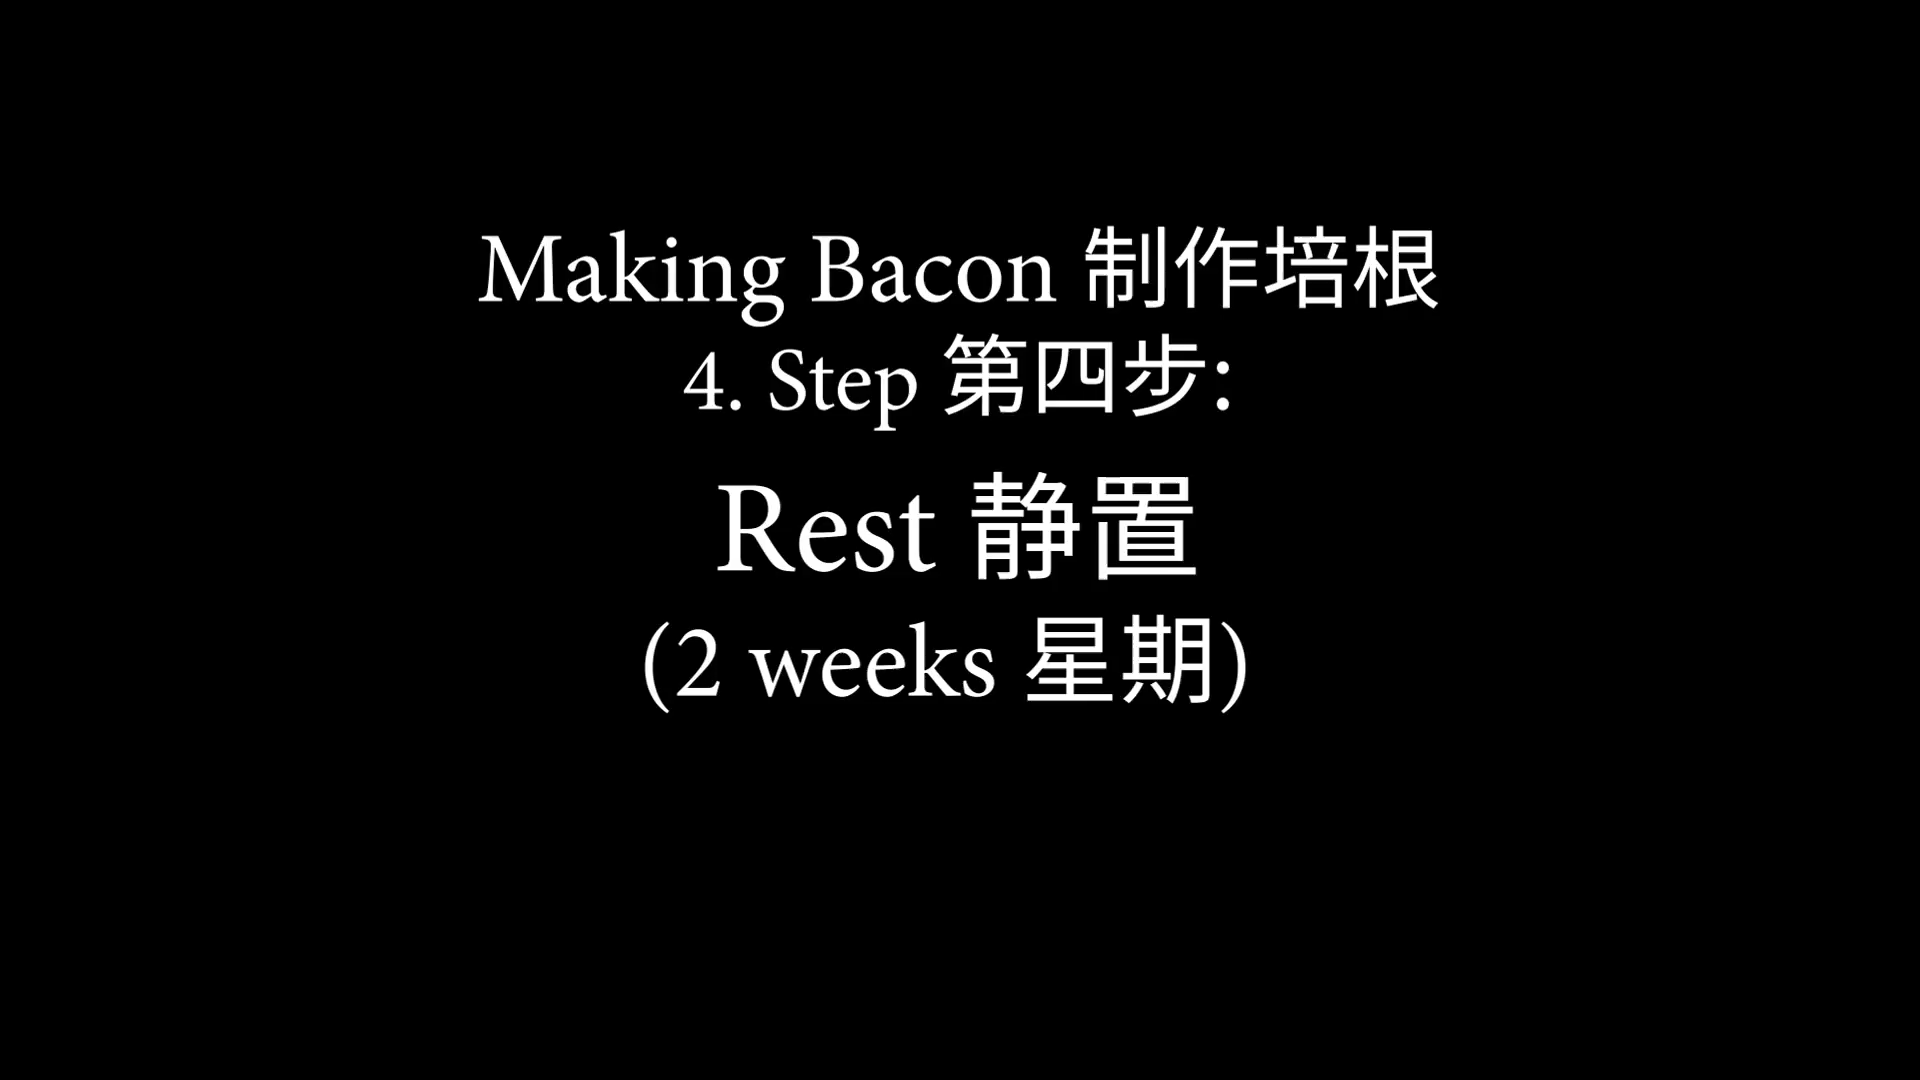 Making Bacon 制作培根
4. Step 第四步:
Rest 静置
(2 weeks 星期)